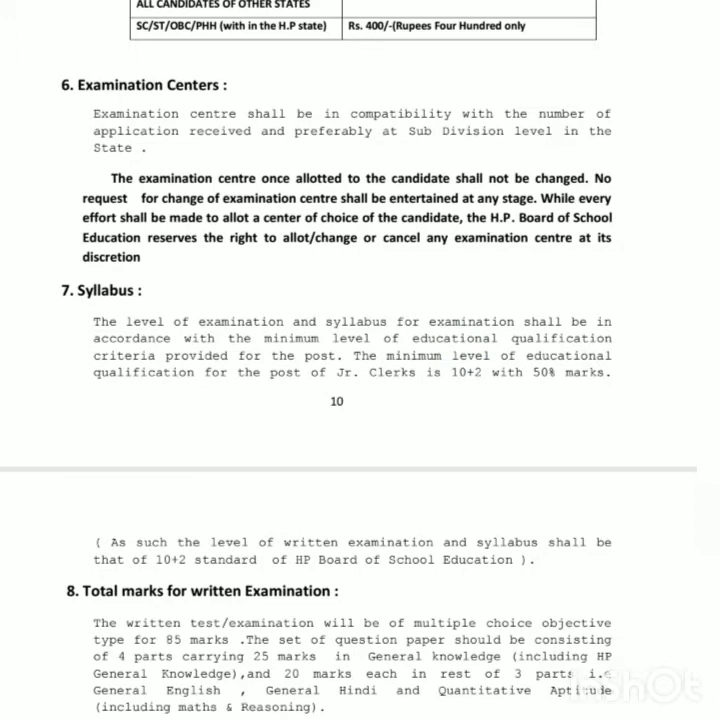 ALL CANDIDATES OF OTHER STATES
SC/ST/OBC/PHH (with in the H.P state) Rs. 400/-(Rupees Four Hundred only
6. Examination Centers :
Examination centre shall be in compatibility with the number of
application received and preferably at Sub Division level in the
State .
The examination centre once allotted to the candidate shall not be changed. No
request for change of examination centre shall be entertained at any stage. While every
effort shall be made to allot a center of choice of the candidate, the H.P. Board of School
Education reserves the right to allot/change or cancel any examination centre at its
discretion
7. Syllabus :
The level of examination and syllabus for examination shall be in
accordance with the minimum level of educational qualification
criteria provided for the post. The minimum level of educational
qualification for the post of Jr. Clerks is 10+2 with 50% marks.
10
( As such the level of written examination and syllabus shall be
that of 10+2 standard of HP Board of School Education ).
8. Total marks for written Examination :
The written test/examination will be of multiple choice objective
type for 85 marks .The set of question paper should be consisting
of 4 parts carrying 25 marks in General knowledge (including HP
General Knowledge),and 20 marks each in rest of 3 parts i.e
General English , General Hindi and Quantitative Aptitude
(including maths & Reasoning).
InShOt